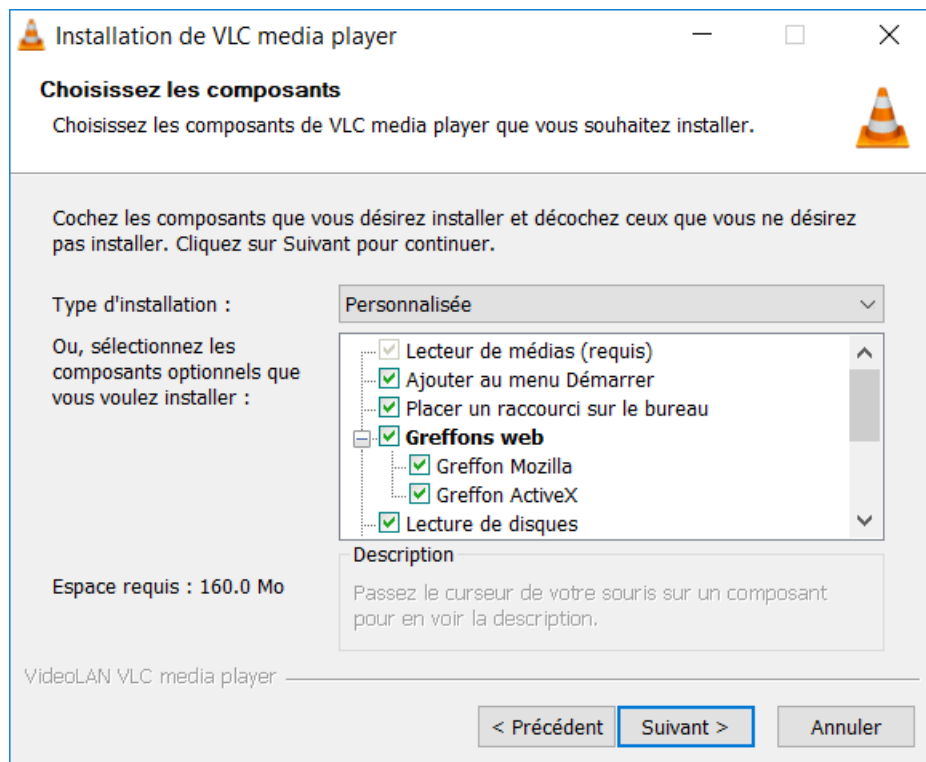 Installation de VLC media player
Choisissez les composants
Choisissez les composants de VLC media player que vous souhaitez installer.
Cochez les composants que vous désirez installer et décochez ceux que vous ne désirez
pas installer. Cliquez sur Suivant pour continuer.
Type d'installation :
Personnalisée
Ou, sélectionnez les
composants optionnels que
vous voulez installer :
Lecteur de médias (requis)
Ajouter au menu Démarrer
Placer un raccourci sur le bureau
Greffons web
Greffon Mozilla
Greffon ActiveX
Lecture de disques
Espace requis : 160.0 Mo
Description
Passez le curseur de votre souris sur un composant
pour en voir la description.
VideoLAN VLC media player
< Précédent
Suivant >
Annuler